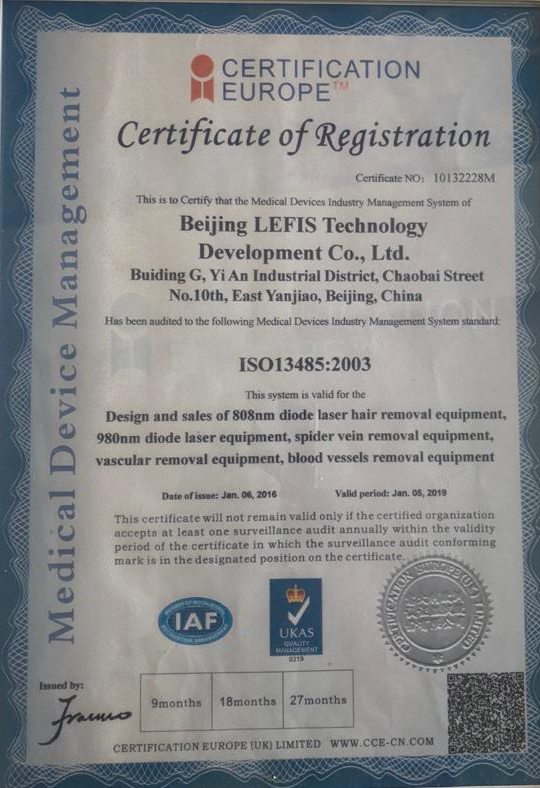 CERTIFICATION
EUROPE™
Certificate of Registration
Certificate NO: 10132228M
This is to Certify that the Medical Devices Industry Management System of
Beijing LEFIS Technology
Development Co., Ltd.
Buiding G, Yi An Industrial District, Chaobai Street
No.10th, East Yanjiao, Beijing, China
Has been audited to the following Medical Devices Industry Management System standard:
ISO13485:2003
This system is valid for the
Design and sales of 808nm diode laser hair removal equipment,
980nm diode laser equipment, spider vein removal equipment,
vascular removal equipment, blood vessels removal equipment
Date of issue: Jan. 06, 2016 Valid period: Jan. 05, 2019
This certificate will not remain valid only if the certified organization
accepts at least one surveillance audit annually within the validity
period of the certificate in which the surveillance audit conforming
mark is in the designated position on the certificate.
Medical Device Management
IAF
UKAS
QUALITY
MANAGEMENT
0219
CERTIFICATION EUROPE (UK) LIMITED
Issued by:
9months 18months 27months
CERTIFICATION EUROPE (UK) LIMITED WWW.CCE-CN.COM